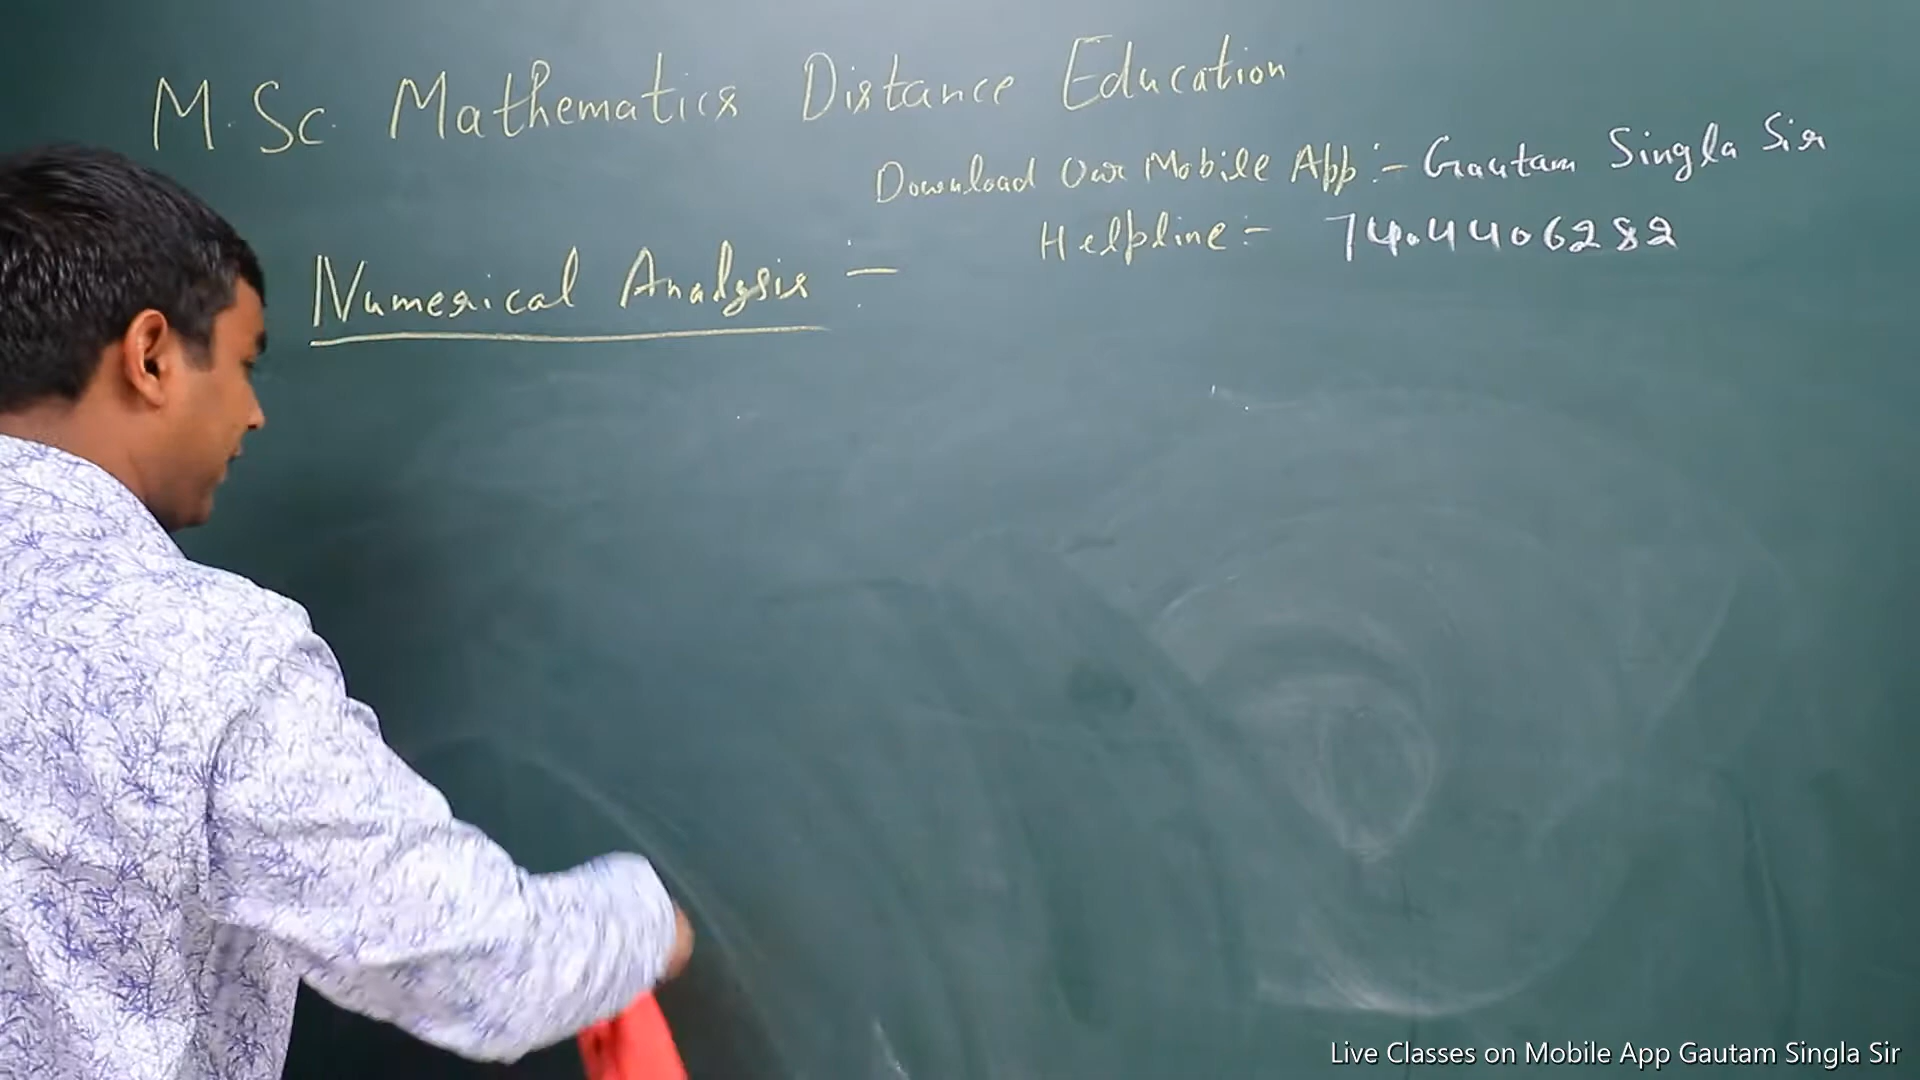 M.Sc. Mathematics Distance Education
Download Our Mobile App :- Gautam Singla Sir
Helpline :- 7404406282
Numerical Analysis :-
Live Classes on Mobile App Gautam Singla Sir